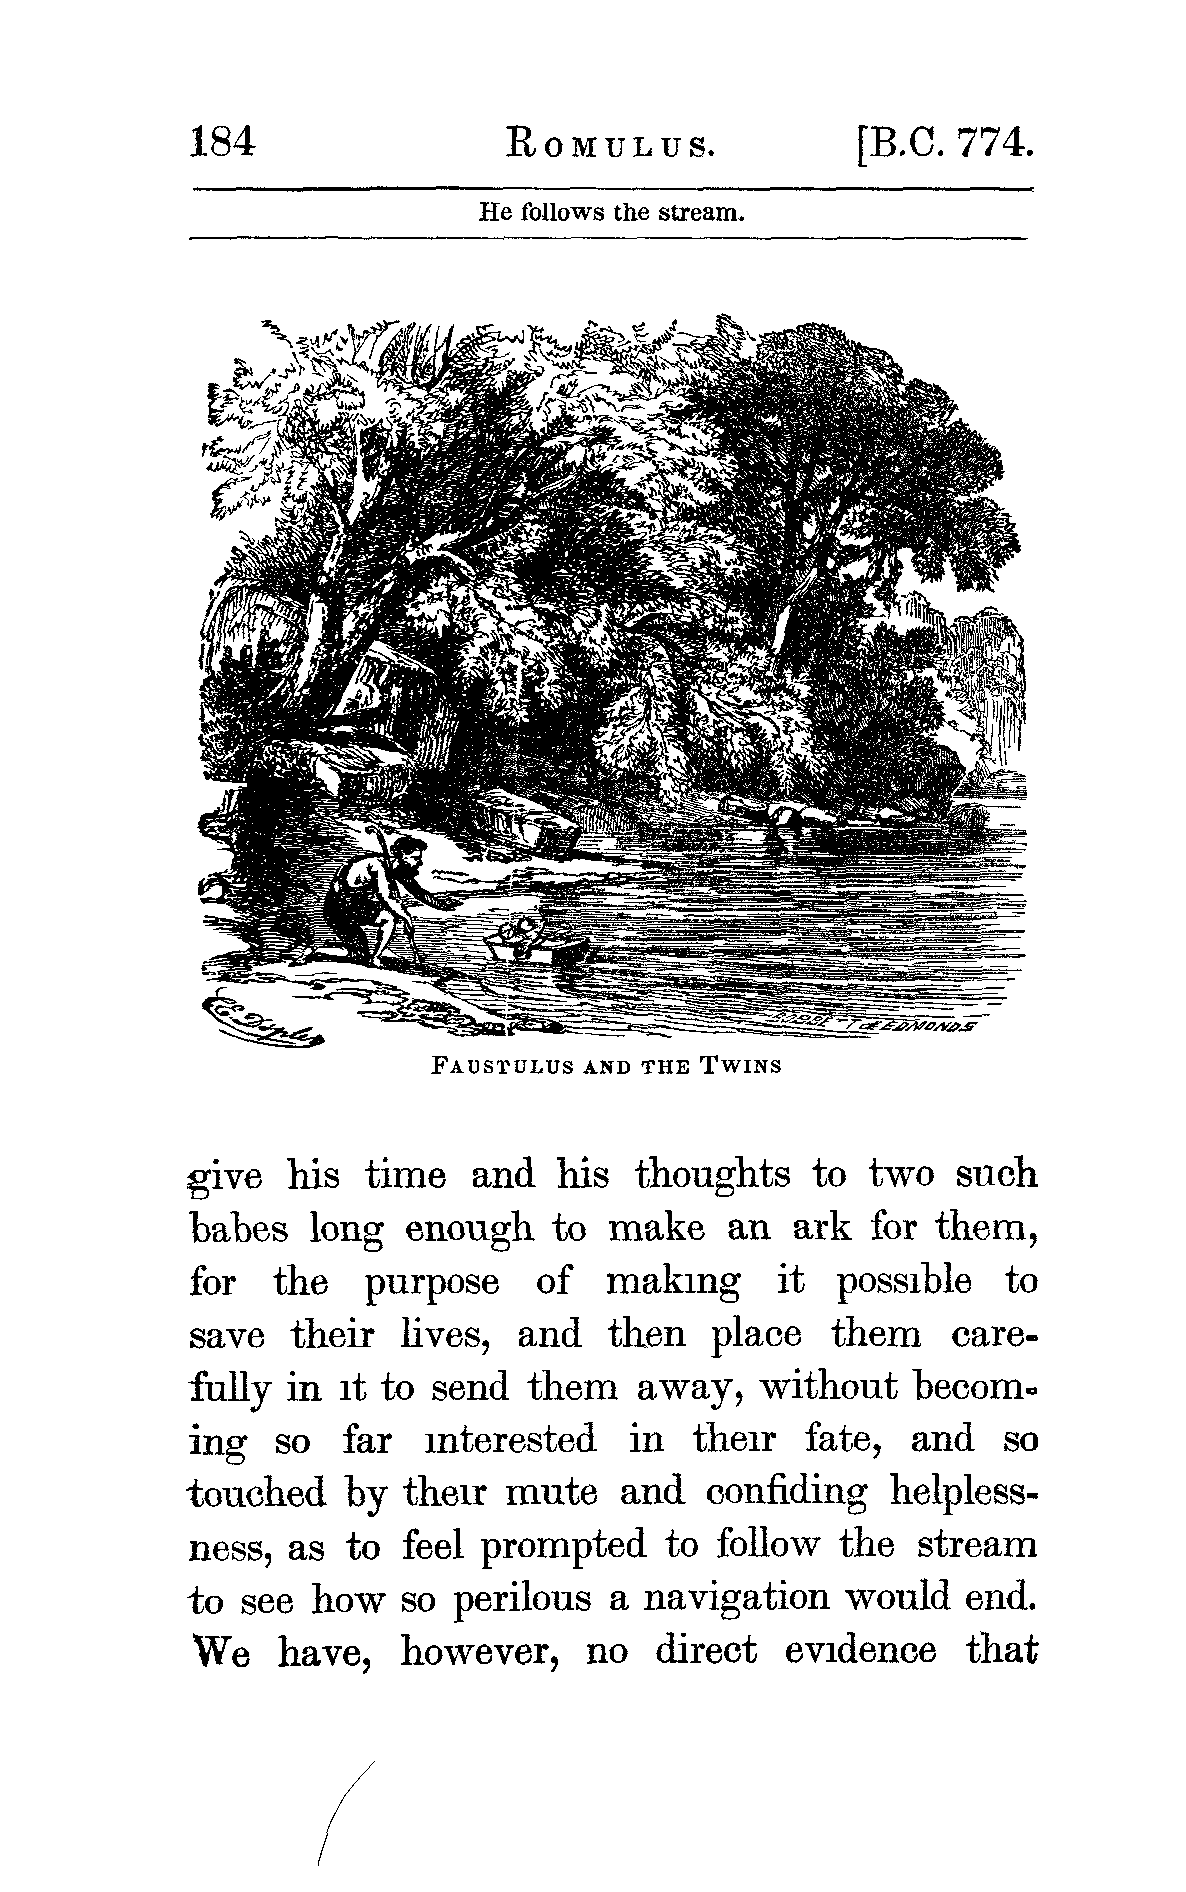 184 ROMULUS. [B.C. 774.
He follows the stream.
BOBBETT & EDMONDS
FAUSTULUS AND THE TWINS
give his time and his thoughts to two such
babes long enough to make an ark for them,
for the purpose of making it possible to
save their lives, and then place them care-
fully in it to send them away, without becom-
ing so far interested in their fate, and so
touched by their mute and confiding helpless-
ness, as to feel prompted to follow the stream
to see how so perilous a navigation would end.
We have, however, no direct evidence that